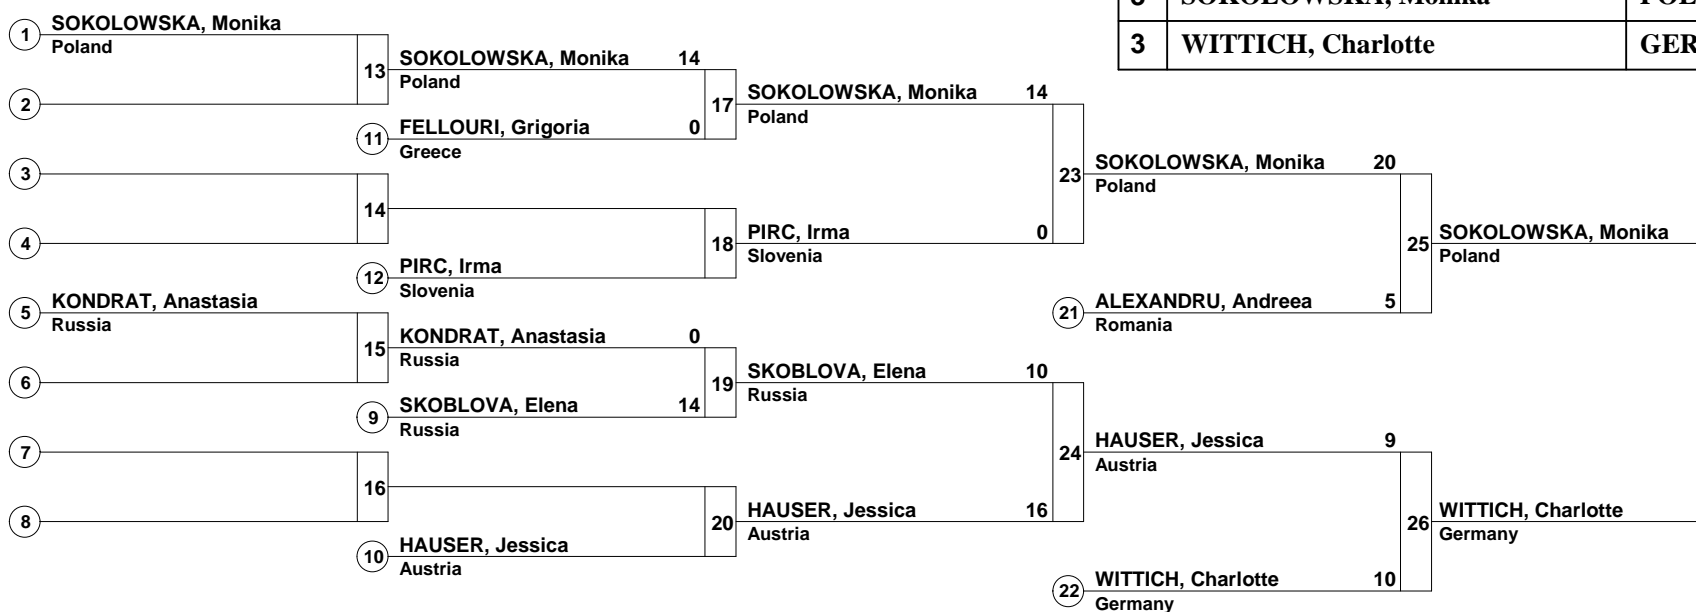 SOKOLOWSKA, Monika
3 WITTICH, Charlotte GER
1 SOKOLOWSKA, Monika
Poland
2
3
4
5 KONDRAT, Anastasia
Russia
6
7
8
13 SOKOLOWSKA, Monika 14
Poland
11 FELLOURI, Grigoria 0
Greece
14
12 PIRC, Irma
Slovenia
15 KONDRAT, Anastasia 0
Russia
9 SKOBLOVA, Elena 14
Russia
16
10 HAUSER, Jessica
Austria
17 SOKOLOWSKA, Monika 14
Poland
18 PIRC, Irma 0
Slovenia
19 SKOBLOVA, Elena 10
Russia
20 HAUSER, Jessica 16
Austria
23 SOKOLOWSKA, Monika 20
Poland
21 ALEXANDRU, Andreea 5
Romania
24 HAUSER, Jessica 9
Austria
22 WITTICH, Charlotte 10
Germany
25 SOKOLOWSKA, Monika
Poland
26 WITTICH, Charlotte
Germany